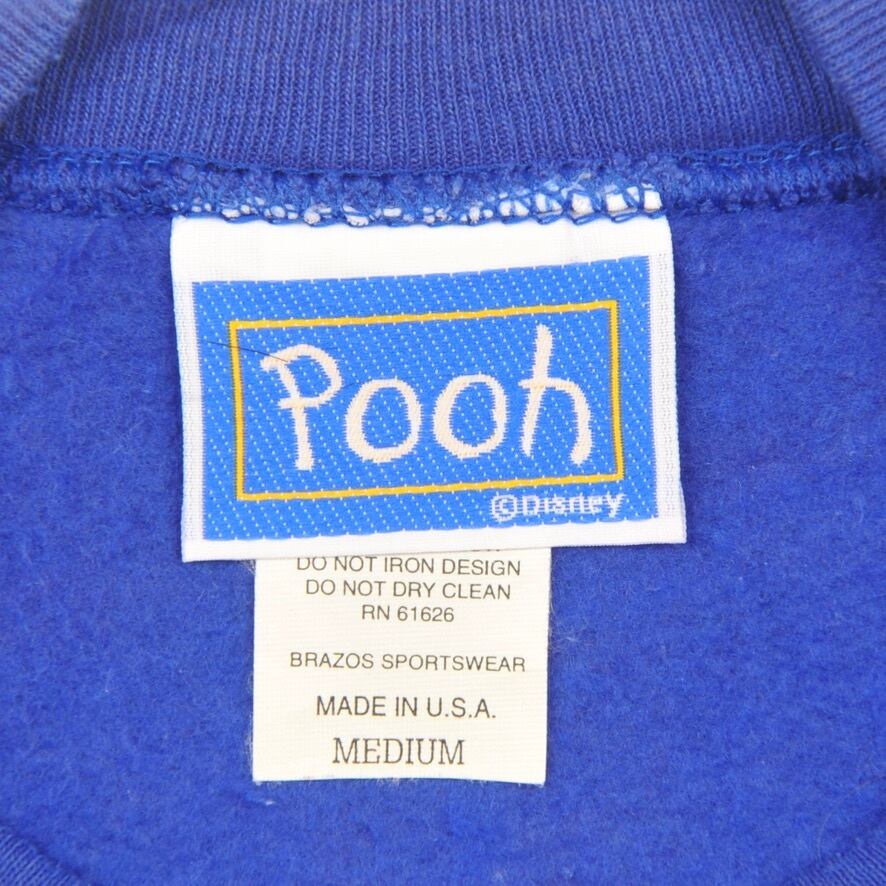 Pooh
©Disney
DO NOT IRON DESIGN
DO NOT DRY CLEAN
RN 61626
BRAZOS SPORTSWEAR
MADE IN U.S.A.
MEDIUM